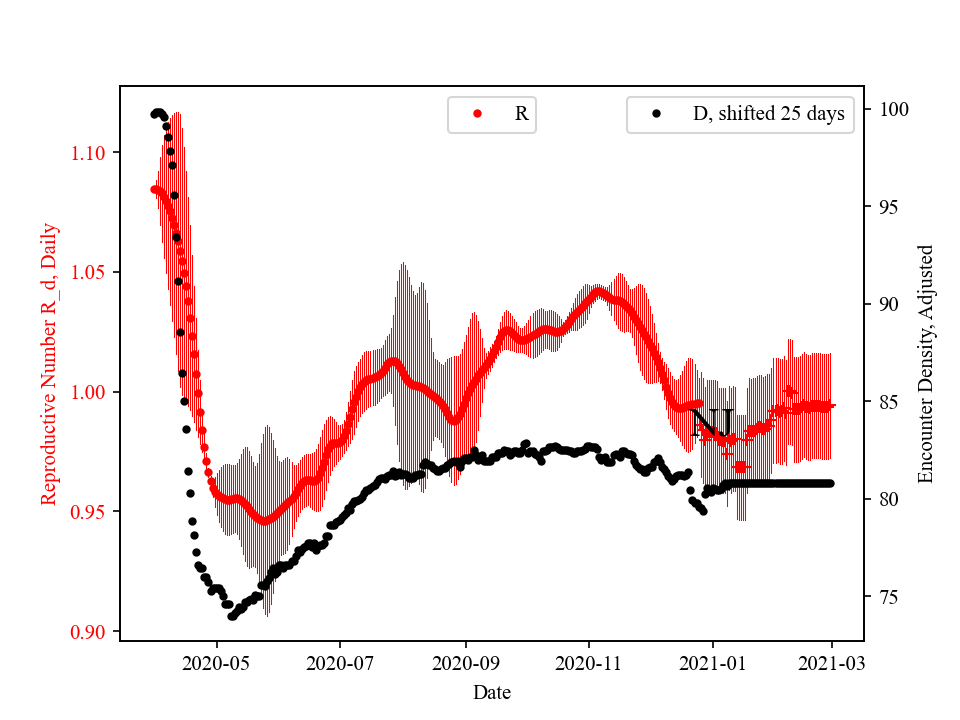 R
D, shifted 25 days
Reproductive Number R_d, Daily
1.10
1.05
1.00
0.95
0.90
100
95
90
85
80
75
Encounter Density, Adjusted
NJ
2020-05
2020-07
2020-09
2020-11
2021-01
2021-03
Date